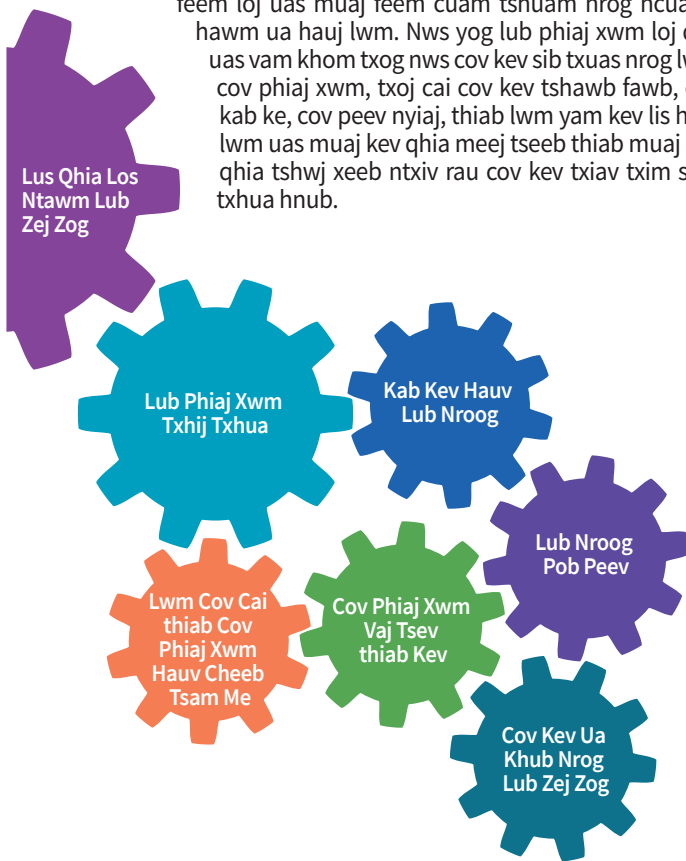 feem loj uas muaj feem cuam tshuam nrog
hawm ua hauj lwm. Nws yog lub phiaj xwm loj
uas vam khom txog nws cov kev sib txuas nrog
cov phiaj xwm, txoj cai cov kev tshawb fawb,
kab ke, cov peev nyiaj, thiab lwm yam kev lis
lwm uas muaj kev qhia meej tseeb thiab muaj
qhia tshwj xeeb ntxiv rau cov kev txiav txim
txhua hnub.
Lus Qhia Los
Ntawm Lub
Zej Zog
Lub Phiaj Xwm
Txhij Txhua
Kab Kev Hauv
Lub Nroog
Lub Nroog
Pob Peev
Lwm Cov Cai
thiab Cov
Phiaj Xwm
Hauv Cheeb
Tsam Me
Cov Phiaj Xwm
Vaj Tsev
thiab Kev
Cov Kev Ua
Khub Nrog
Lub Zej Zog